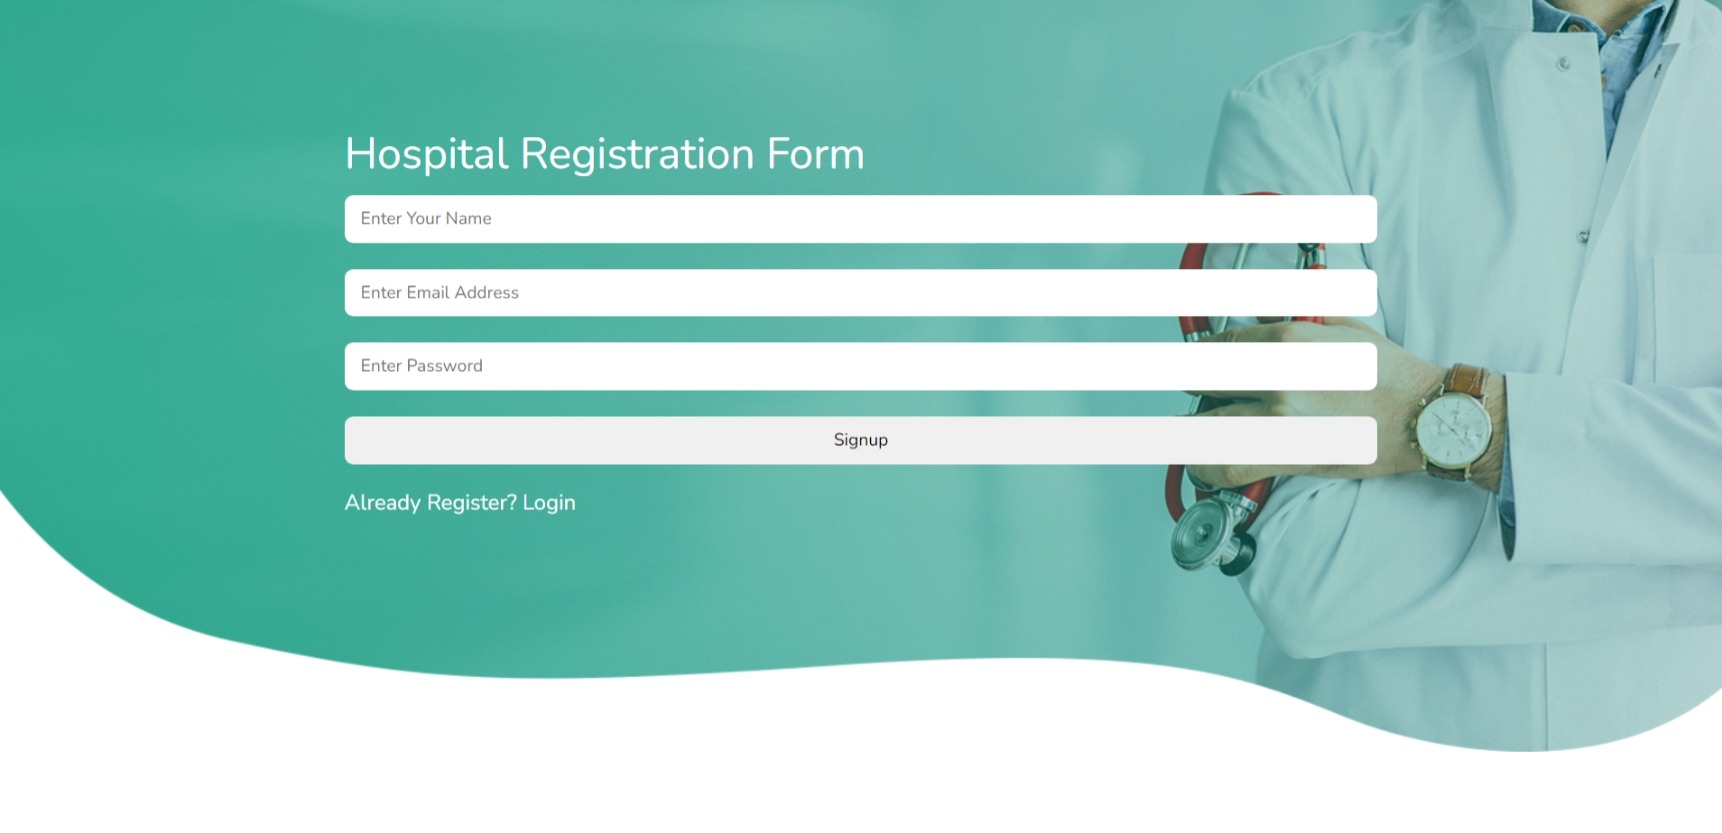 Hospital Registration Form
Enter Your Name
Enter Email Address
Enter Password
Signup
Already Register? Login